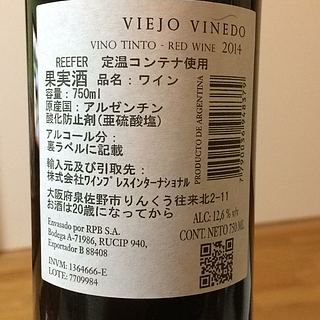 VIEJO VINEDO
VINO TINTO - RED WINE 2014
REEFER 定温コンテナ使用
果実酒 品名：ワイン
容量：750ml
原産国：アルゼンチン
酸化防止剤(亜硫酸塩)
アルコール分：
裏ラベルに記載
輸入元及び引取先：
株式会社ワインプレスインターナショナル
大阪府泉佐野市りんくう往来北2-11
お酒は20歳になってから
Envasado por RPB S.A.
Bodega A-71986, RUCIP 940,
Exportador B 88408
INVM: 1364666-E
LOTE: 7709984
PRODUCTO DE ARGENTINA
ALC: 12,6 % v/v
CONT. NETO 750 ML